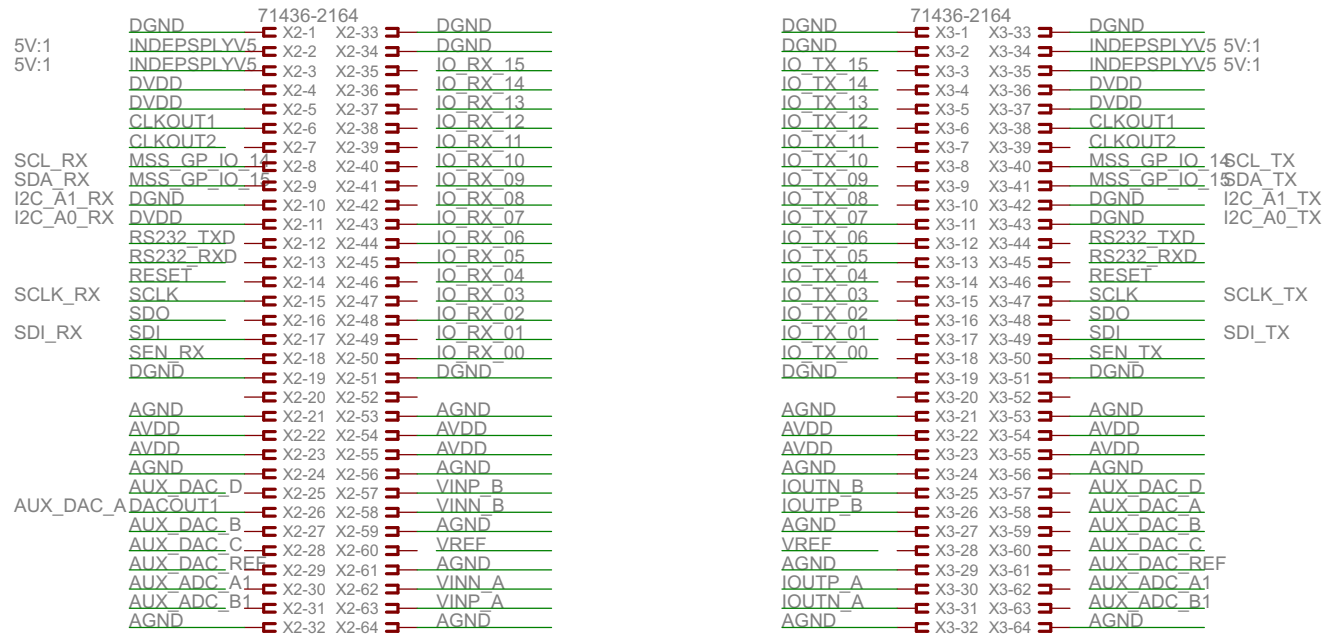 71436-2164 71436-2164
DGND X2-1 X2-33 DGND DGND X3-1 X3-33 DGND
5V:1 INDEPSPLYV5 X2-2 X2-34 DGND DGND X3-2 X3-34 INDEPSPLYV5 5V:1
5V:1 INDEPSPLYV5 X2-3 X2-35 IO_RX_15 IO_TX_15 X3-3 X3-35 INDEPSPLYV5 5V:1
DVDD X2-4 X2-36 IO_RX_14 IO_TX_14 X3-4 X3-36 DVDD
DVDD X2-5 X2-37 IO_RX_13 IO_TX_13 X3-5 X3-37 DVDD
CLKOUT1 X2-6 X2-38 IO_RX_12 IO_TX_12 X3-6 X3-38 CLKOUT1
CLKOUT2 X2-7 X2-39 IO_RX_11 IO_TX_11 X3-7 X3-39 CLKOUT2
SCL_RX MSS_GP_IO_14 X2-8 X2-40 IO_RX_10 IO_TX_10 X3-8 X3-40 MSS_GP_IO_14 SCL_TX
SDA_RX MSS_GP_IO_15 X2-9 X2-41 IO_RX_09 IO_TX_09 X3-9 X3-41 MSS_GP_IO_15 SDA_TX
I2C_A1_RX DGND X2-10 X2-42 IO_RX_08 IO_TX_08 X3-10 X3-42 DGND I2C_A1_TX
I2C_A0_RX DVDD X2-11 X2-43 IO_RX_07 IO_TX_07 X3-11 X3-43 DGND I2C_A0_TX
RS232_TXD X2-12 X2-44 IO_RX_06 IO_TX_06 X3-12 X3-44 RS232_TXD
RS232_RXD X2-13 X2-45 IO_RX_05 IO_TX_05 X3-13 X3-45 RS232_RXD
RESET X2-14 X2-46 IO_RX_04 IO_TX_04 X3-14 X3-46 RESET
SCLK_RX SCLK X2-15 X2-47 IO_RX_03 IO_TX_03 X3-15 X3-47 SCLK SCLK_TX
SDO X2-16 X2-48 IO_RX_02 IO_TX_02 X3-16 X3-48 SDO
SDI_RX SDI X2-17 X2-49 IO_RX_01 IO_TX_01 X3-17 X3-49 SDI SDI_TX
SEN_RX X2-18 X2-50 IO_RX_00 IO_TX_00 X3-18 X3-50 SEN_TX
DGND X2-19 X2-51 DGND DGND X3-19 X3-51 DGND
X2-20 X2-52 X3-20 X3-52
AGND X2-21 X2-53 AGND AGND X3-21 X3-53 AGND
AVDD X2-22 X2-54 AVDD AVDD X3-22 X3-54 AVDD
AVDD X2-23 X2-55 AVDD AVDD X3-23 X3-55 AVDD
AGND X2-24 X2-56 AGND AGND X3-24 X3-56 AGND
AUX_DAC_D X2-25 X2-57 VINP_B IOUTN_B X3-25 X3-57 AUX_DAC_D
AUX_DAC_A DACOUT1 X2-26 X2-58 VINN_B IOUTP_B X3-26 X3-58 AUX_DAC_A
AUX_DAC_B X2-27 X2-59 AGND AGND X3-27 X3-59 AUX_DAC_B
AUX_DAC_C X2-28 X2-60 VREF VREF X3-28 X3-60 AUX_DAC_C
AUX_DAC_REF X2-29 X2-61 AGND AGND X3-29 X3-61 AUX_DAC_REF
AUX_ADC_A1 X2-30 X2-62 VINN_A IOUTP_A X3-30 X3-62 AUX_ADC_A1
AUX_ADC_B1 X2-31 X2-63 VINP_A IOUTN_A X3-31 X3-63 AUX_ADC_B1
AGND X2-32 X2-64 AGND AGND X3-32 X3-64 AGND